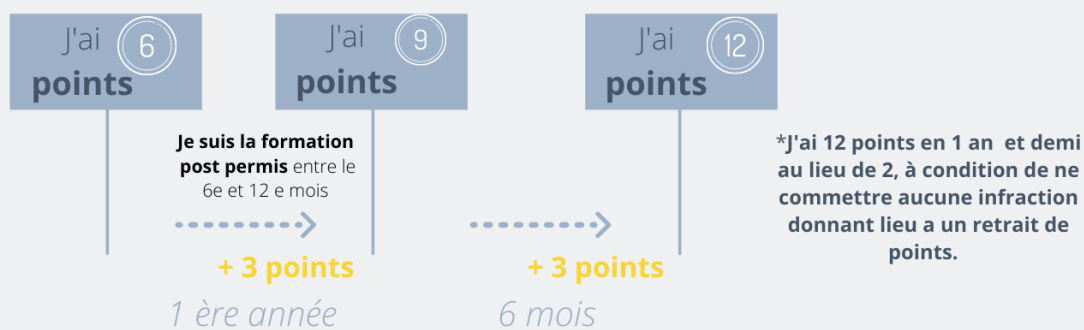 J'ai 6
points
J'ai 9
points
J'ai 12
points
Je suis la formation
post permis entre le
6e et 12 e mois
+ 3 points
1 ère année
+ 3 points
6 mois
*J'ai 12 points en 1 an  et demi
au lieu de 2, à condition de ne
commettre aucune infraction
donnant lieu a un retrait de
points.